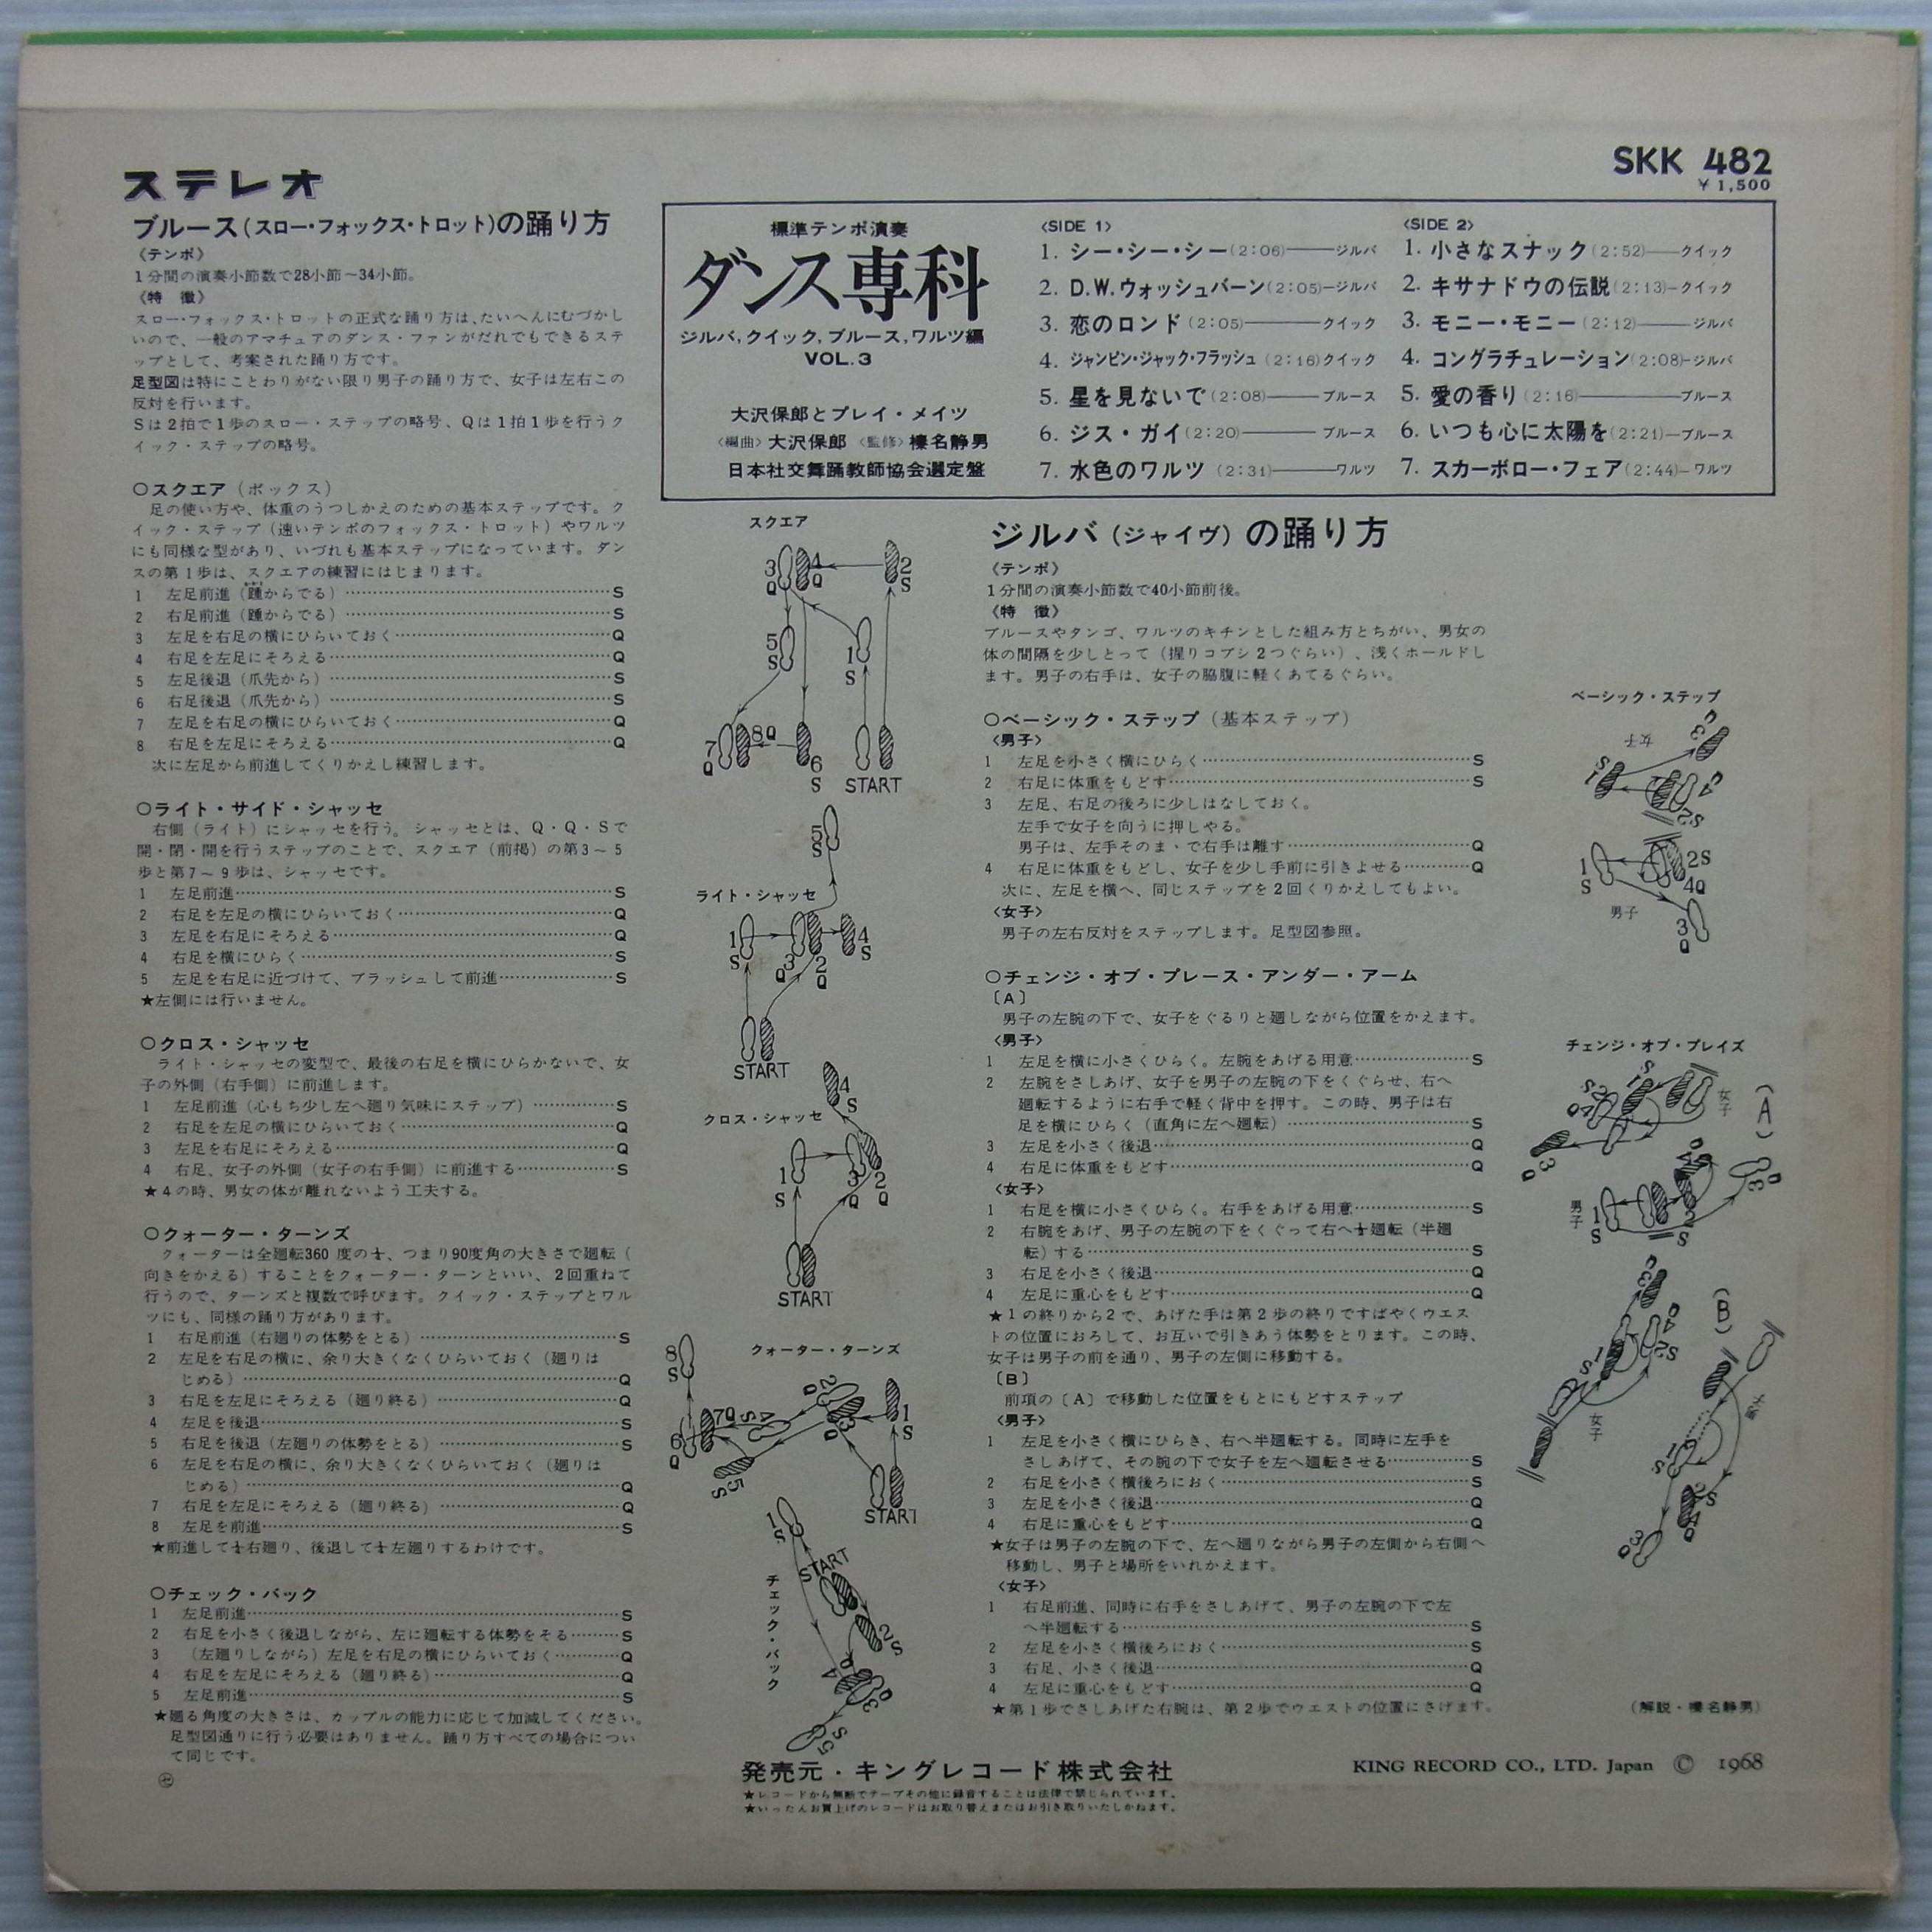 ステレオ
SKK 482
¥1,500
ブルース(スロー・フォックス・トロット)の踊り方
《テンポ》
1分間の演奏小節数で28小節〜34小節。
《特　徴》
スロー・フォックス・トロットの正式な踊り方は、たいへんにむづかし
いので、一般のアマチュアのダンス・ファンがだれでもできるステ
ップとして、考案された踊り方です。
足型図は特にことわりがない限り男子の踊り方で、女子は左右この
反対を行います。
Sは2拍で1歩のスロー・ステップの略号、Qは1拍1歩を行うク
イック・ステップの略号。
○スクエア（ボックス）
足の使い方や、体重のうつしかえのための基本ステップです。ク
イック・ステップ（速いテンポのフォックス・トロット）やワルツ
にも同様な型があり、いづれも基本ステップになっています。ダン
スの第1歩は、スクエアの練習にはじまります。
1　左足前進（踵からでる）…………S
2　右足前進（踵からでる）…………S
3　左足を右足の横にひらいておく…………Q
4　右足を左足にそろえる…………Q
5　左足後退（爪先から）…………S
6　右足後退（爪先から）…………S
7　左足を右足の横にひらいておく…………Q
8　右足を左足にそろえる…………Q
次に左足から前進してくりかえし練習します。
○ライト・サイド・シャッセ
右側（ライト）にシャッセを行う。シャッセとは、Q・Q・Sで
開・閉・開を行うステップのことで、スクエア（前掲）の第3〜5
歩と第7〜9歩は、シャッセです。
1　左足前進…………S
2　右足を左足の横にひらいておく…………Q
3　左足を右足にそろえる…………Q
4　右足を横にひらく…………S
5　左足を右足に近づけて、ブラッシュして前進…………S
★左側には行いません。
○クロス・シャッセ
ライト・シャッセの変型で、最後の右足を横にひらかないで、女
子の外側（右手側）に前進します。
1　左足前進（心もち少し左へ廻り気味にステップ）…………S
2　右足を左足の横にひらいておく…………Q
3　左足を右足にそろえる…………Q
4　右足、女子の外側（女子の右手側）に前進する…………S
★4の時、男女の体が離れないよう工夫する。
○クォーター・ターンズ
クォーターは全廻転360度の¼、つまり90度角の大きさで廻転（
向きをかえる）することをクォーター・ターンといい、2回重ねて
行うので、ターンズと複数で呼びます。クイック・ステップとワル
ツにも、同様の踊り方があります。
1　右足前進（右廻りの体勢をとる）…………S
2　左足を右足の横に、余り大きくなくひらいておく（廻りは
じめる）…………Q
3　右足を左足にそろえる（廻り終る）…………Q
4　左足を後退…………S
5　右足を後退（左廻りの体勢をとる）…………S
6　左足を右足の横に、余り大きくなくひらいておく（廻りは
じめる）…………Q
7　右足を左足にそろえる（廻り終る）…………Q
8　左足を前進…………S
★前進して¼右廻り、後退して¼左廻りするわけです。
○チェック・バック
1　左足前進…………S
2　右足を小さく後退しながら、左に廻転する体勢をそる…………S
3　（左廻りしながら）左足を右足の横にひらいておく…………Q
4　右足を左足にそろえる（廻り終る）…………Q
5　左足前進…………S
★廻る角度の大きさは、カップルの能力に応じて加減してください。
足型図通りに行う必要はありません。踊り方すべての場合につい
て同じです。
標準テンポ演奏
ダンス専科
ジルバ,クイック,ブルース,ワルツ編
VOL.3
大沢保郎とプレイ・メイツ
〈編曲〉大沢保郎〈監修〉榛名静男
日本社交舞踊教師協会選定盤
〈SIDE 1〉
1. シー・シー・シー(2:06)――ジルバ
2. D.W.ウォッシュバーン(2:05)―ジルバ
3. 恋のロンド(2:05)――クイック
4. ジャンピン・ジャック・フラッシュ(2:16)クイック
5. 星を見ないで(2:08)――ブルース
6. ジス・ガイ(2:20)――ブルース
7. 水色のワルツ(2:31)――ワルツ
〈SIDE 2〉
1. 小さなスナック(2:52)――クイック
2. キサナドウの伝説(2:13)―クイック
3. モニー・モニー(2:12)――ジルバ
4. コングラチュレーション(2:08)―ジルバ
5. 愛の香り(2:16)――ブルース
6. いつも心に太陽を(2:21)―ブルース
7. スカーボロー・フェア(2:44)―ワルツ
スクエア
3 Q
4 Q
2 S
5 S
1 S
7 Q
8Q
6 S
START
ライト・シャッセ
5 S
1 S
3 Q
2 Q
4 S
START
クロス・シャッセ
4 S
1 S
3 Q
2 Q
START
クォーター・ターンズ
8 S
6 Q
7Q
4 S
5 S
2 Q
3 Q
1 S
START
チェック・バック
1 S
START
2 S
4 Q
3 Q
5 S
ジルバ（ジャイヴ）の踊り方
《テンポ》
1分間の演奏小節数で40小節前後。
《特　徴》
ブルースやタンゴ、ワルツのキチンとした組み方とちがい、男女の
体の間隔を少しとって（握りコブシ2つぐらい）、浅くホールドし
ます。男子の右手は、女子の脇腹に軽くあてるぐらい。
○ベーシック・ステップ（基本ステップ）
〈男子〉
1　左足を小さく横にひらく…………S
2　右足に体重をもどす…………S
3　左足、右足の後ろに少しはなしておく。
左手で女子を向うに押しやる。
男子は、左手そのまゝで右手は離す…………Q
4　右足に体重をもどし、女子を少し手前に引きよせる…………Q
次に、左足を横へ、同じステップを2回くりかえしてもよい。
〈女子〉
男子の左右反対をステップします。足型図参照。
○チェンジ・オブ・プレース・アンダー・アーム
〔A〕
男子の左腕の下で、女子をぐるりと廻しながら位置をかえます。
〈男子〉
1　左足を横に小さくひらく。左腕をあげる用意…………S
2　左腕をさしあげ、女子を男子の左腕の下をくぐらせ、右へ
廻転するように右手で軽く背中を押す。この時、男子は右
足を横にひらく（直角に左へ廻転）…………S
3　左足を小さく後退…………Q
4　右足に体重をもどす…………Q
〈女子〉
1　右足を横に小さくひらく。右手をあげる用意…………S
2　右腕をあげ、男子の左腕の下をくぐって右へ½廻転（半廻
転）する…………S
3　右足を小さく後退…………Q
4　左足に重心をもどす…………Q
★1の終りから2で、あげた手は第2歩の終りですばやくウエス
トの位置におろして、お互いで引きあう体勢をとります。この時、
女子は男子の前を通り、男子の左側に移動する。
〔B〕
前項の〔A〕で移動した位置をもとにもどすステップ
〈男子〉
1　左足を小さく横にひらき、右へ半廻転する。同時に左手を
さしあげて、その腕の下で女子を左へ廻転させる…………S
2　右足を小さく横後ろにおく…………S
3　左足を小さく後退…………Q
4　右足に重心をもどす…………Q
★女子は男子の左腕の下で、左へ廻りながら男子の左側から右側へ
移動し、男子と場所をいれかえます。
〈女子〉
1　右足前進、同時に右手をさしあげて、男子の左腕の下で左
へ半廻転する…………S
2　左足を小さく横後ろにおく…………S
3　右足、小さく後退…………Q
4　左足に重心をもどす…………Q
★第1歩でさしあげた右腕は、第2歩でウエストの位置にさげます。
ベーシック・ステップ
女子
男子
1 S
2S
4Q
3 Q
チェンジ・オブ・プレイズ
(A)
女子
男子
(B)
女子
（解説・榛名静男）
発売元・キングレコード株式会社
★レコードから無断でテープその他に録音することは法律で禁じられています。
★いったんお買上げのレコードはお取り替えまたはお引き取りいたしかねます。
KING RECORD CO., LTD. Japan © 1968